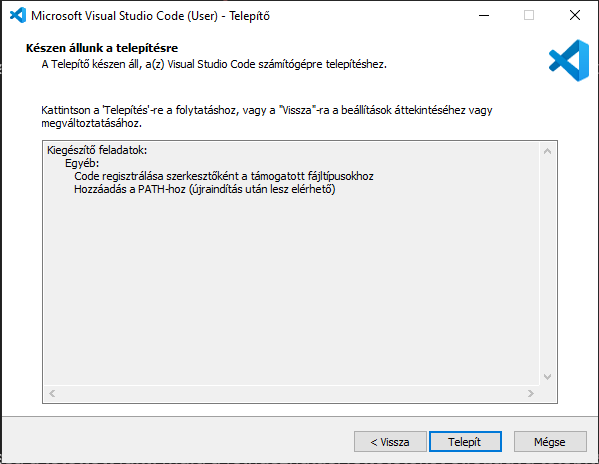 Microsoft Visual Studio Code (User) - Telepítő
Készen állunk a telepítésre
A Telepítő készen áll, a(z) Visual Studio Code számítógépre telepítéshez.
Kattintson a 'Telepítés'-re a folytatáshoz, vagy a "Vissza"-ra a beállítások áttekintéséhez vagy
megváltoztatásához.
Kiegészítő feladatok:
Egyéb:
Code regisztrálása szerkesztőként a támogatott fájltípusokhoz
Hozzáadás a PATH-hoz (újraindítás után lesz elérhető)
< Vissza
Telepít
Mégse